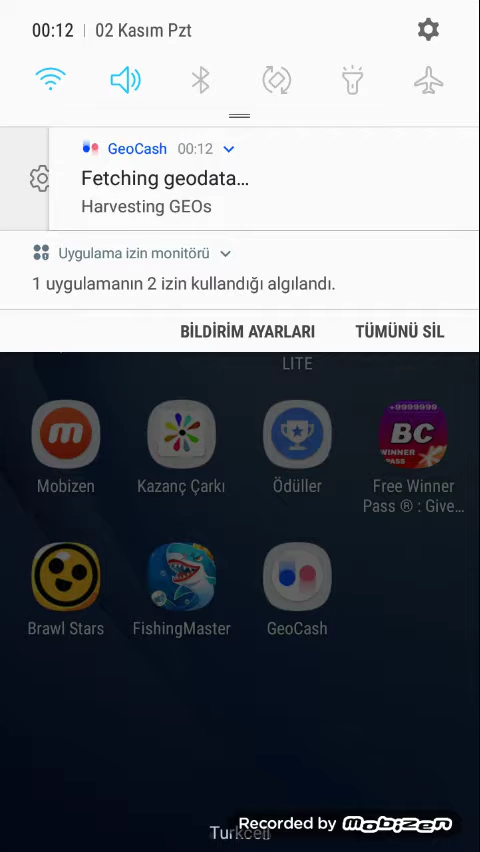 00:12 | 02 Kasım Pzt
GeoCash 00:12
Fetching geodata...
Harvesting GEOs
Uygulama izin monitörü
1 uygulamanın 2 izin kullandığı algılandı.
BİLDİRİM AYARLARI TÜMÜNÜ SİL
LITE
+9999999
BC
WINNER
PASS
Mobizen Kazanç Çarkı Ödüller Free Winner
Pass ® : Give...
Brawl Stars FishingMaster GeoCash
Turkcell
Recorded by mobizen